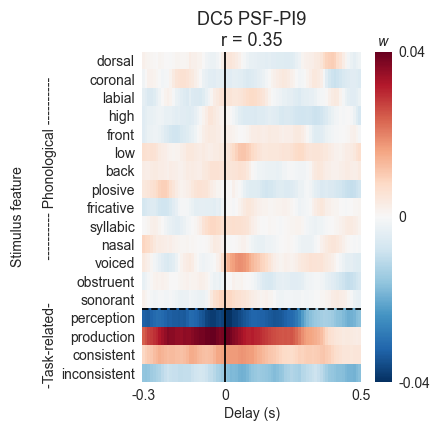 DC5 PSF-PI9
r = 0.35
w
Stimulus feature
---------- Phonological ----------
-Task-related-
dorsal
coronal
labial
high
front
low
back
plosive
fricative
syllabic
nasal
voiced
obstruent
sonorant
perception
production
consistent
inconsistent
0.04
0
-0.04
-0.3
0
0.5
Delay (s)